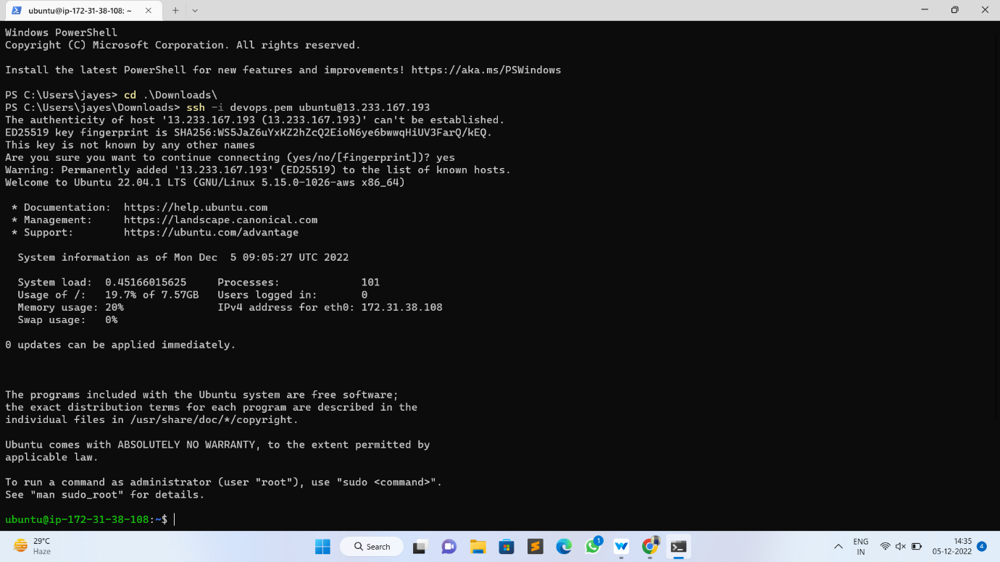 ubuntu@ip-172-31-38-108: ~
Windows PowerShell
Copyright (C) Microsoft Corporation. All rights reserved.
Install the latest PowerShell for new features and improvements! https://aka.ms/PSWindows
PS C:\Users\jayes> cd .\Downloads\
PS C:\Users\jayes\Downloads> ssh -i devops.pem ubuntu@13.233.167.193
The authenticity of host '13.233.167.193 (13.233.167.193)' can't be established.
ED25519 key fingerprint is SHA256:WS5JaZ6uYxKZ2hZcQ2EioN6ye6bwwqHiUV3FarQ/kEQ.
This key is not known by any other names
Are you sure you want to continue connecting (yes/no/[fingerprint])? yes
Warning: Permanently added '13.233.167.193' (ED25519) to the list of known hosts.
Welcome to Ubuntu 22.04.1 LTS (GNU/Linux 5.15.0-1026-aws x86_64)
* Documentation:  https://help.ubuntu.com
* Management:     https://landscape.canonical.com
* Support:        https://ubuntu.com/advantage
System information as of Mon Dec  5 09:05:27 UTC 2022
System load:  0.45166015625     Processes:             101
Usage of /:   19.7% of 7.57GB   Users logged in:       0
Memory usage: 20%               IPv4 address for eth0: 172.31.38.108
Swap usage:   0%
0 updates can be applied immediately.
The programs included with the Ubuntu system are free software;
the exact distribution terms for each program are described in the
individual files in /usr/share/doc/*/copyright.
Ubuntu comes with ABSOLUTELY NO WARRANTY, to the extent permitted by
applicable law.
To run a command as administrator (user "root"), use "sudo <command>".
See "man sudo_root" for details.
ubuntu@ip-172-31-38-108:~$
29°C
Haze
Search
1
ENG
IN
14:35
05-12-2022
4